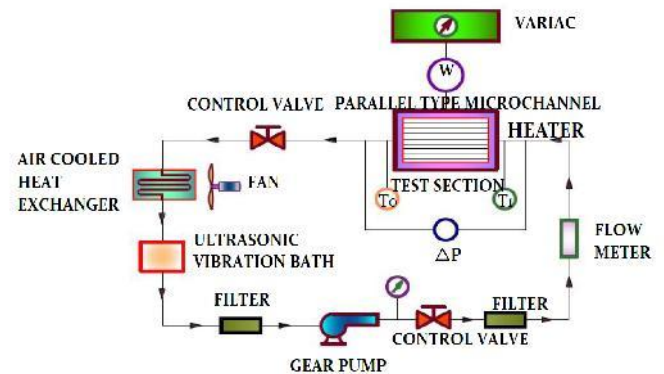 VARIAC
W
CONTROL VALVE
PARALLEL TYPE MICROCHANNEL
HEATER
AIR COOLED
HEAT
EXCHANGER
FAN
TEST SECTION
To
Ti
ΔP
FLOW
METER
ULTRASONIC
VIBRATION BATH
FILTER
FILTER
CONTROL VALVE
GEAR PUMP